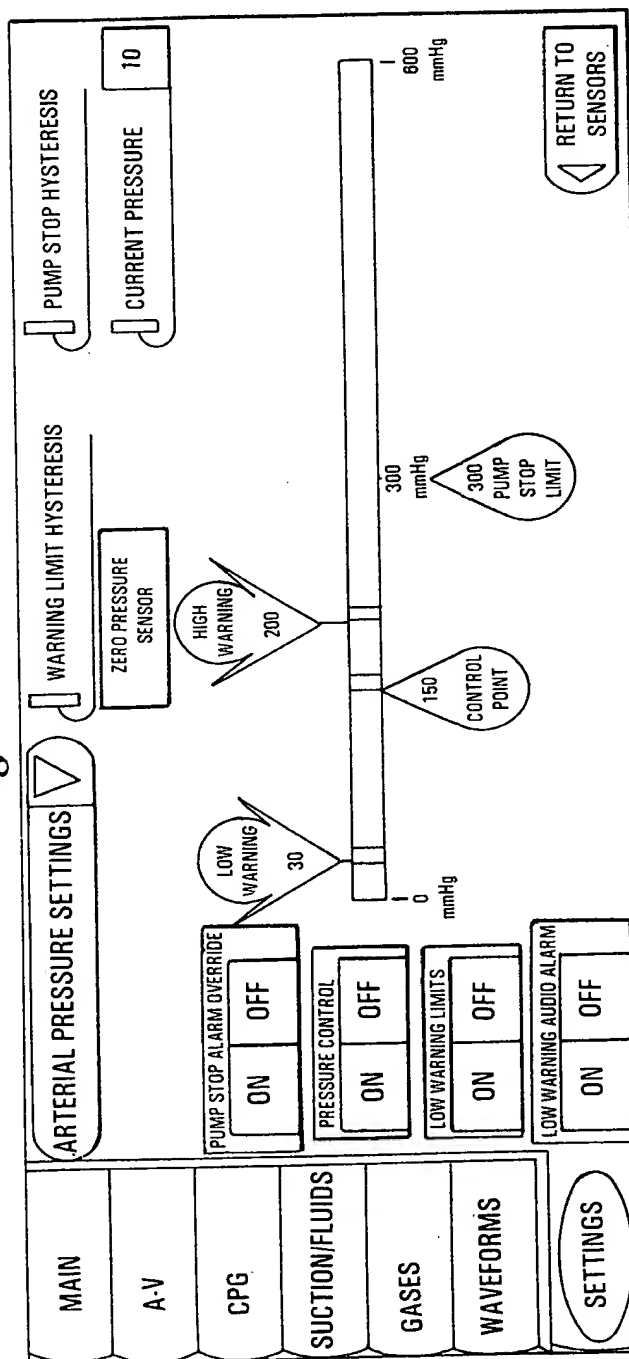 MAIN
A-V
CPG
SUCTION/FLUIDS
GASES
WAVEFORMS
SETTINGS
ARTERIAL PRESSURE SETTINGS
WARNING LIMIT HYSTERESIS
PUMP STOP HYSTERESIS
ZERO PRESSURE
SENSOR
CURRENT PRESSURE
10
PUMP STOP ALARM OVERRIDE
ON
OFF
PRESSURE CONTROL
ON
OFF
LOW WARNING LIMITS
ON
OFF
LOW WARNING AUDIO ALARM
ON
OFF
LOW
WARNING
30
HIGH
WARNING
200
0
mmHg
300
mmHg
600
mmHg
150
CONTROL
POINT
300
PUMP
STOP
LIMIT
RETURN TO
SENSORS